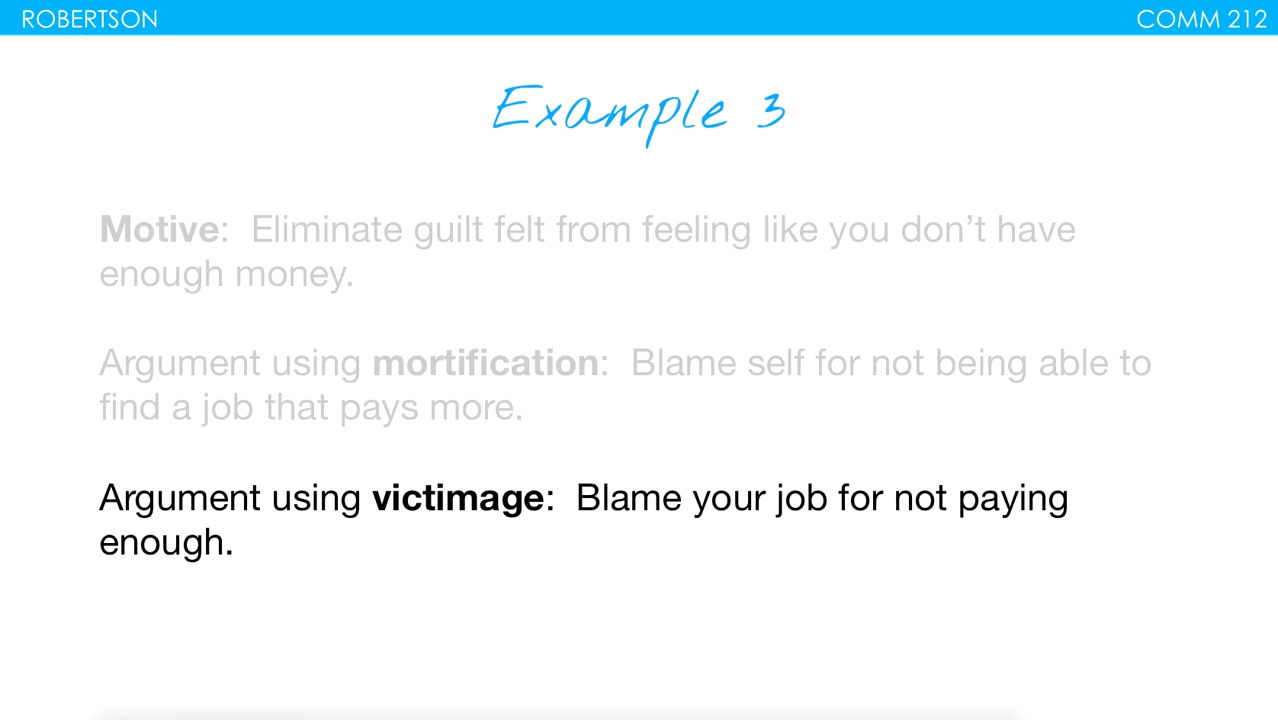 ROBERTSON
COMM 212
Example 3
Motive:  Eliminate guilt felt from feeling like you don’t have
enough money.
Argument using mortification:  Blame self for not being able to
find a job that pays more.
Argument using victimage:  Blame your job for not paying
enough.